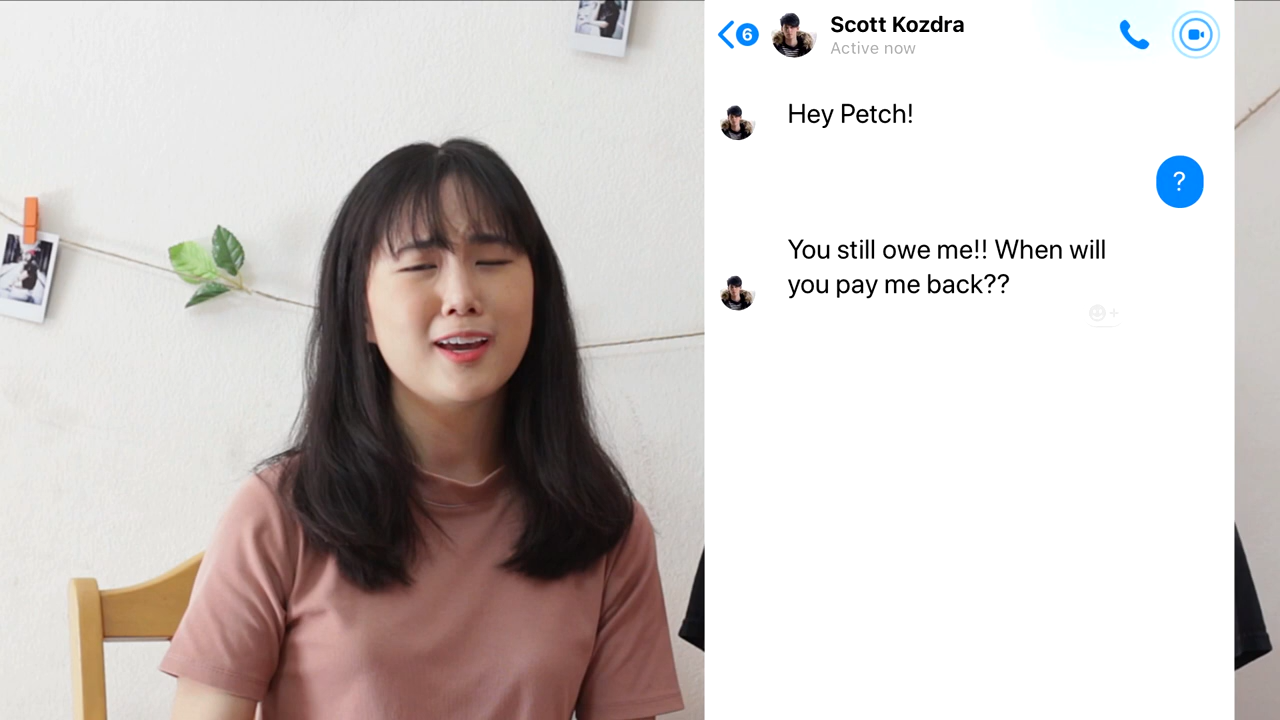 6
Scott Kozdra
Active now
Hey Petch!
?
You still owe me!! When will
you pay me back??